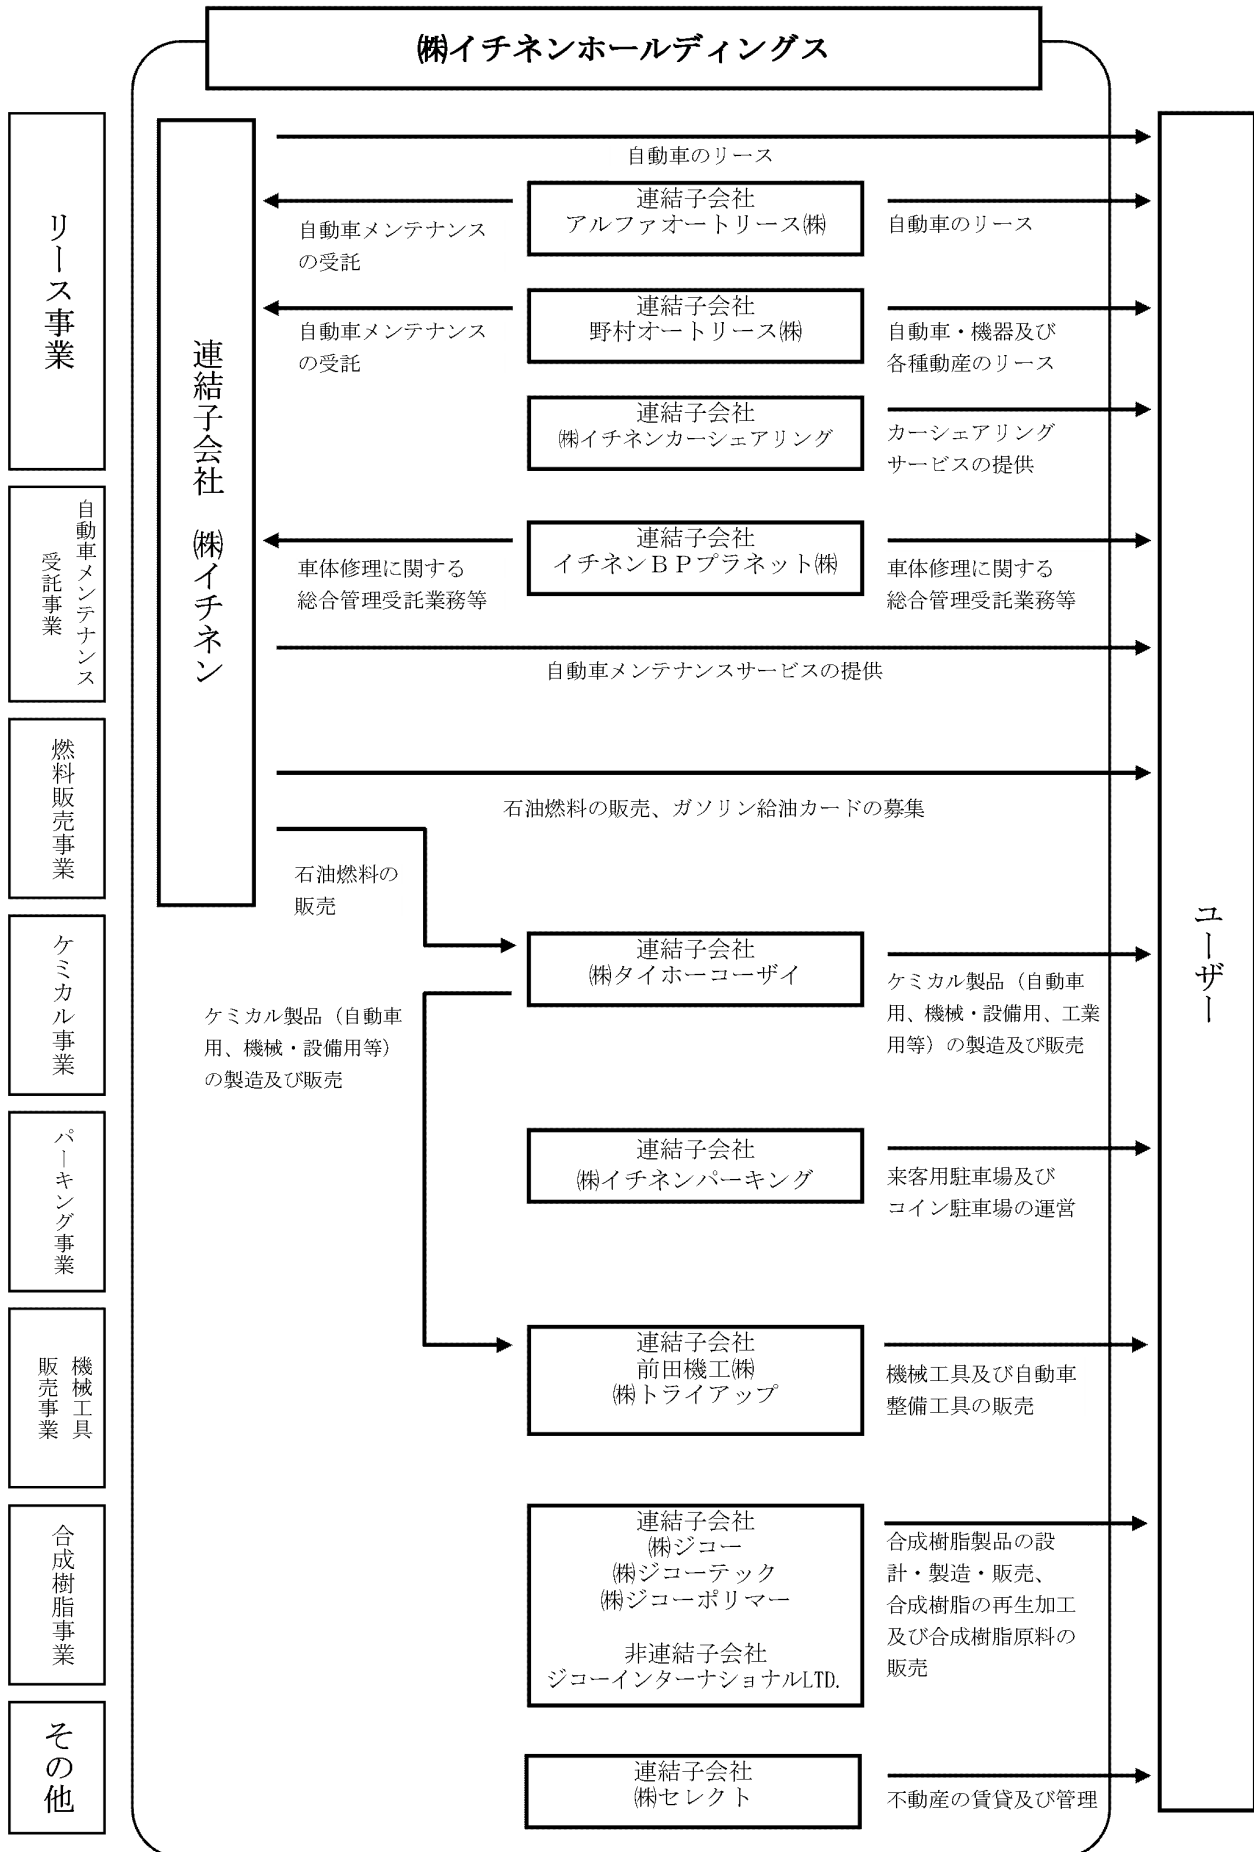 ㈱イチネンホールディングス
リース事業
自動車メンテナンス
受託事業
燃料販売事業
ケミカル事業
パーキング事業
機械工具
販売事業
合成樹脂事業
その他
連結子会社 ㈱イチネン
自動車のリース
自動車メンテナンス
の受託
連結子会社
アルファオートリース㈱
自動車のリース
自動車メンテナンス
の受託
連結子会社
野村オートリース㈱
自動車・機器及び
各種動産のリース
連結子会社
㈱イチネンカーシェアリング
カーシェアリング
サービスの提供
車体修理に関する
総合管理受託業務等
連結子会社
イチネンＢＰプラネット㈱
車体修理に関する
総合管理受託業務等
自動車メンテナンスサービスの提供
石油燃料の販売、ガソリン給油カードの募集
石油燃料の
販売
連結子会社
㈱タイホーコーザイ
ケミカル製品（自動車
用、機械・設備用、工業
用等）の製造及び販売
ケミカル製品（自動車
用、機械・設備用等）
の製造及び販売
連結子会社
㈱イチネンパーキング
来客用駐車場及び
コイン駐車場の運営
連結子会社
前田機工㈱
㈱トライアップ
機械工具及び自動車
整備工具の販売
連結子会社
㈱ジコー
㈱ジコーテック
㈱ジコーポリマー
非連結子会社
ジコーインターナショナルLTD.
合成樹脂製品の設
計・製造・販売、
合成樹脂の再生加工
及び合成樹脂原料の
販売
連結子会社
㈱セレクト
不動産の賃貸及び管理
ユーザー